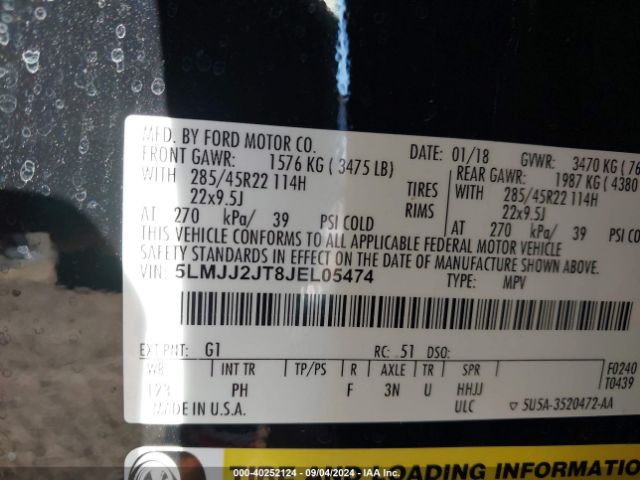 MFD. BY FORD MOTOR CO.
DATE: 01/18 GVWR: 3470 KG (76
FRONT GAWR: 1576 KG (3475 LB) REAR GAWR: 1987 KG (4380
WITH 285/45R22 114H TIRES WITH 285/45R22 114H
22x9.5J RIMS 22x9.5J
AT 270 kPa/ 39 PSI COLD AT 270 kPa/ 39 PSI CO
THIS VEHICLE CONFORMS TO ALL APPLICABLE FEDERAL MOTOR VEHICLE
SAFETY STANDARDS IN EFFECT ON THE DATE OF MANUFACTURE SHOWN ABOVE.
VIN: 5LMJJ2JT8JEL05474 TYPE: MPV
EXT PNT: G1 RC: 51 DSO: F0240
WB INT TR TP/PS R AXLE TR SPR T0439
123 PH F 3N U HHJJ
MADE IN U.S.A. ULC 5U5A-3520472-AA
LOADING INFORMATION
000-40252124 - 09/04/2024 - IAA Inc.